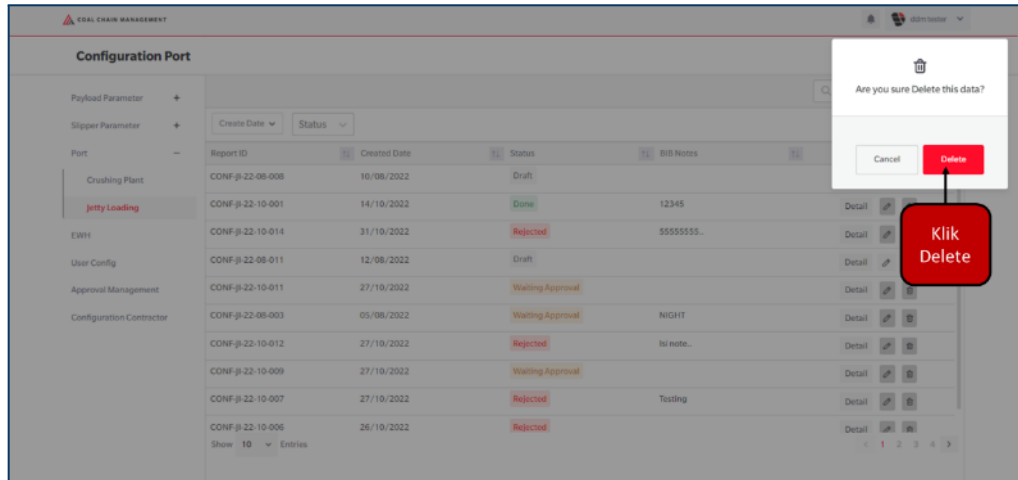 COAL CHAIN MANAGEMENT
ddm tester
Configuration Port
Are you sure Delete this data?
Cancel Delete
Klik
Delete
Payload Parameter +
Slipper Parameter +
Port −
Crushing Plant
Jetty Loading
EWH
User Config
Approval Management
Configuration Contractor
Create Date Status
Report ID Created Date Status BIB Notes
CONF-JI-22-08-008 10/08/2022 Draft
CONF-JI-22-10-001 14/10/2022 Done 12345 Detail
CONF-JI-22-10-014 31/10/2022 Rejected 55555555.. Detail
CONF-JI-22-08-011 12/08/2022 Draft Detail
CONF-JI-22-10-011 27/10/2022 Waiting Approval Detail
CONF-JI-22-08-003 05/08/2022 Waiting Approval NIGHT Detail
CONF-JI-22-10-012 27/10/2022 Rejected Isi note.. Detail
CONF-JI-22-10-009 27/10/2022 Waiting Approval Detail
CONF-JI-22-10-007 27/10/2022 Rejected Testing Detail
CONF-JI-22-10-006 26/10/2022 Rejected Detail
Show 10 Entries < 1 2 3 4 >